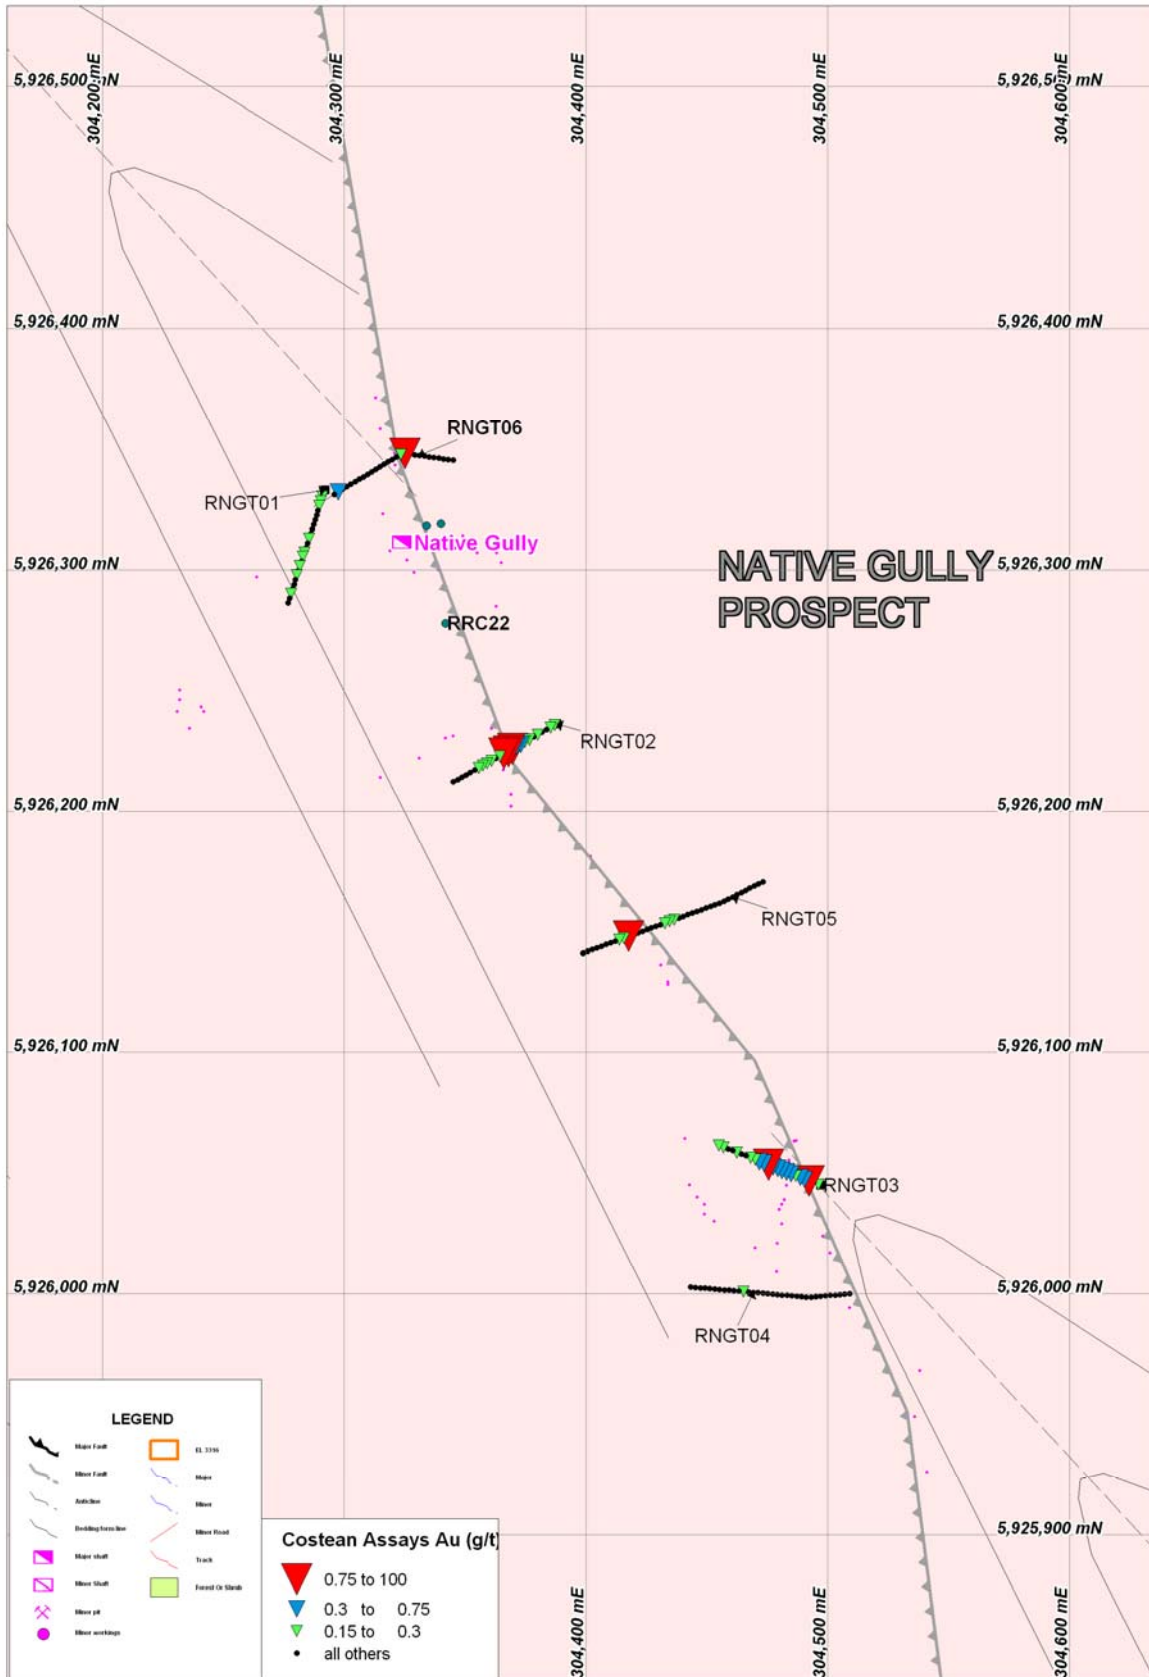 304,200 mE
304,300 mE
304,400 mE
304,500 mE
304,600 mE
5,926,500 mN
5,926,500 mN
5,926,400 mN
5,926,400 mN
RNGT06
RNGT01
Native Gully
NATIVE GULLY
PROSPECT
5,926,300 mN
5,926,300 mN
RRC22
RNGT02
5,926,200 mN
5,926,200 mN
RNGT05
5,926,100 mN
5,926,100 mN
RNGT03
5,926,000 mN
5,926,000 mN
RNGT04
5,925,900 mN
LEGEND
Major Fault
Minor Fault
Anticline
Bedding form line
Major shaft
Minor Shaft
Minor pit
Minor workings
EL 3316
Major
Minor
Minor Road
Track
Forest Or Shrub
Costean Assays Au (g/t)
0.75 to 100
0.3 to 0.75
0.15 to 0.3
all others
304,400 mE
304,500 mE
304,600 mE